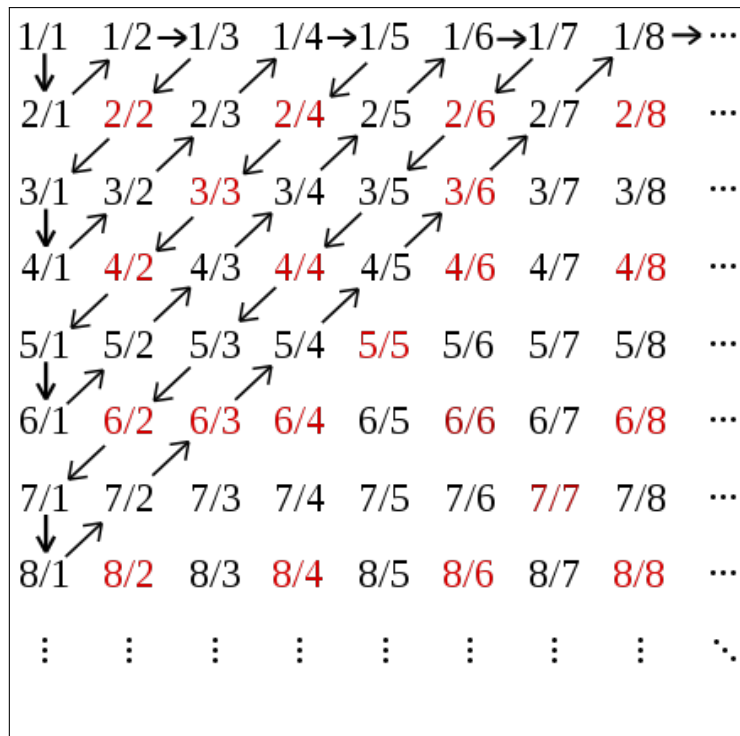 1/1 1/2 1/3 1/4 1/5 1/6 1/7 1/8 ⋯
2/1 2/2 2/3 2/4 2/5 2/6 2/7 2/8 ⋯
3/1 3/2 3/3 3/4 3/5 3/6 3/7 3/8 ⋯
4/1 4/2 4/3 4/4 4/5 4/6 4/7 4/8 ⋯
5/1 5/2 5/3 5/4 5/5 5/6 5/7 5/8 ⋯
6/1 6/2 6/3 6/4 6/5 6/6 6/7 6/8 ⋯
7/1 7/2 7/3 7/4 7/5 7/6 7/7 7/8 ⋯
8/1 8/2 8/3 8/4 8/5 8/6 8/7 8/8 ⋯
⋮ ⋮ ⋮ ⋮ ⋮ ⋮ ⋮ ⋮ ⋱